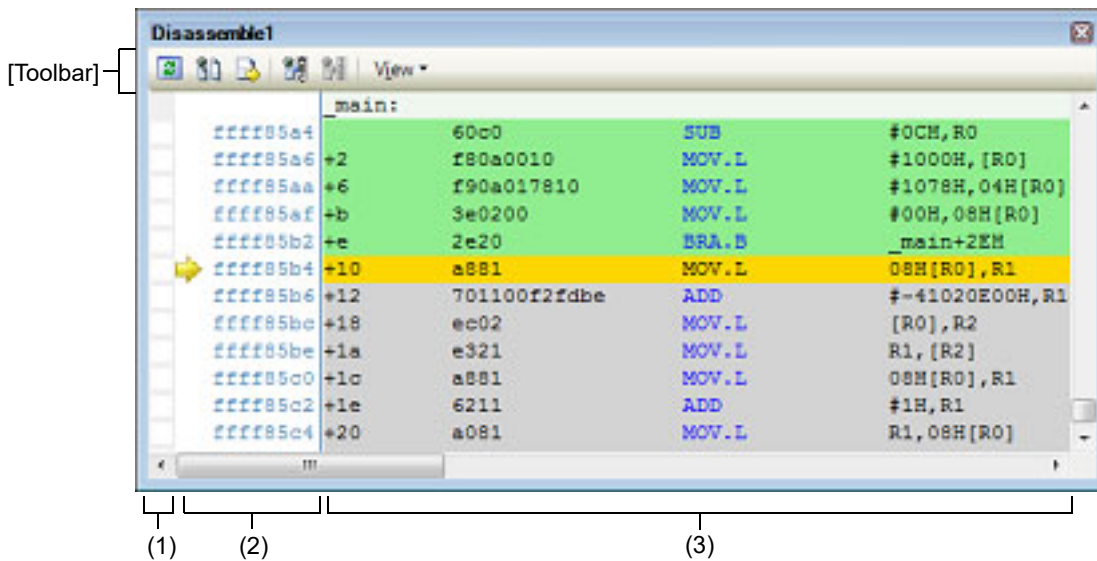 Disassemble1
[Toolbar]
View
_main:
ffff85a4 60c0 SUB #0CH,R0
ffff85a6 +2 f80a0010 MOV.L #1000H,[R0]
ffff85aa +6 f90a017810 MOV.L #1078H,04H[R0]
ffff85af +b 3e0200 MOV.L #00H,08H[R0]
ffff85b2 +e 2e20 BRA.B _main+2EH
ffff85b4 +10 a881 MOV.L 08H[R0],R1
ffff85b6 +12 701100f2fdbe ADD #-41020E00H,R1
ffff85bc +18 ec02 MOV.L [R0],R2
ffff85be +1a e321 MOV.L R1,[R2]
ffff85c0 +1c a881 MOV.L 08H[R0],R1
ffff85c2 +1e 6211 ADD #1H,R1
ffff85c4 +20 a081 MOV.L R1,08H[R0]
(1) (2) (3)